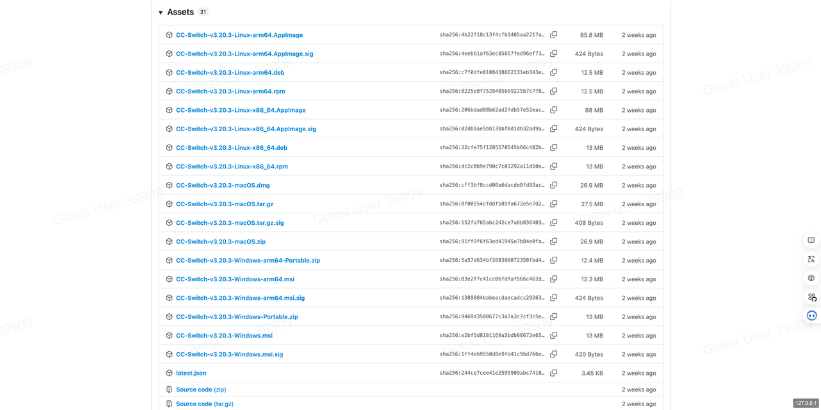 Assets 21
CC-Switch-v3.20.3-Linux-arm64.AppImage 85.8 MB 2 weeks ago
CC-Switch-v3.20.3-Linux-arm64.AppImage.sig 424 Bytes 2 weeks ago
CC-Switch-v3.20.3-Linux-arm64.deb 12.5 MB 2 weeks ago
CC-Switch-v3.20.3-Linux-arm64.rpm 12.5 MB 2 weeks ago
CC-Switch-v3.20.3-Linux-x86_64.AppImage 88 MB 2 weeks ago
CC-Switch-v3.20.3-Linux-x86_64.AppImage.sig 424 Bytes 2 weeks ago
CC-Switch-v3.20.3-Linux-x86_64.deb 13 MB 2 weeks ago
CC-Switch-v3.20.3-Linux-x86_64.rpm 13 MB 2 weeks ago
CC-Switch-v3.20.3-macOS.dmg 26.9 MB 2 weeks ago
CC-Switch-v3.20.3-macOS.tar.gz 27.5 MB 2 weeks ago
CC-Switch-v3.20.3-macOS.tar.gz.sig 408 Bytes 2 weeks ago
CC-Switch-v3.20.3-macOS.zip 26.9 MB 2 weeks ago
CC-Switch-v3.20.3-Windows-arm64-Portable.zip 12.4 MB 2 weeks ago
CC-Switch-v3.20.3-Windows-arm64.msi 12.3 MB 2 weeks ago
CC-Switch-v3.20.3-Windows-arm64.msi.sig 424 Bytes 2 weeks ago
CC-Switch-v3.20.3-Windows-Portable.zip 13 MB 2 weeks ago
CC-Switch-v3.20.3-Windows.msi 13 MB 2 weeks ago
CC-Switch-v3.20.3-Windows.msi.sig 420 Bytes 2 weeks ago
latest.json 3.45 KB 2 weeks ago
Source code (zip) 2 weeks ago
Source code (tar.gz) 2 weeks ago
Guest User 39909
127.0.0.1